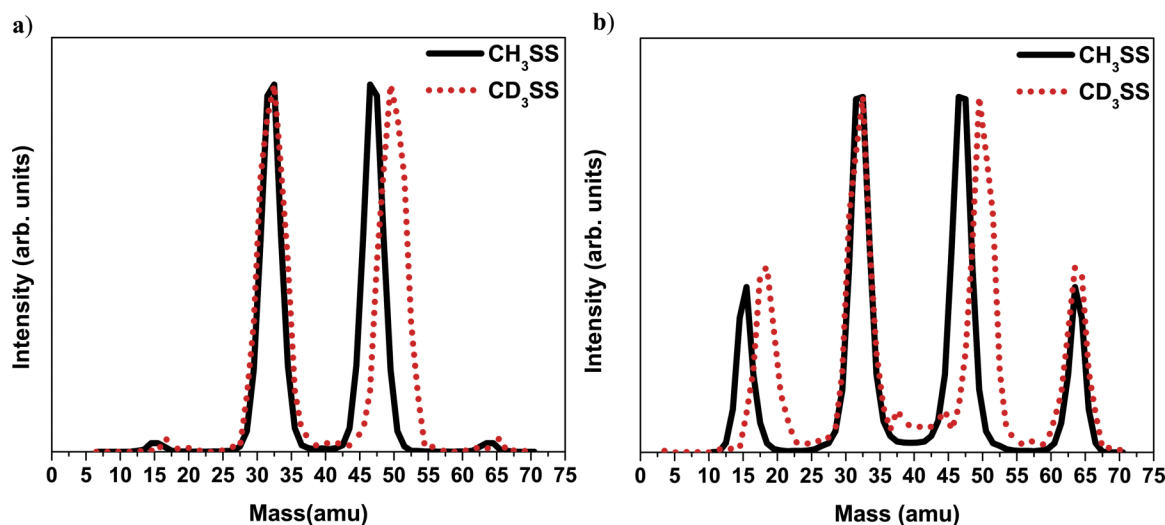 a)
CH₃SS
CD₃SS
Intensity (arb. units)
0 5 10 15 20 25 30 35 40 45 50 55 60 65 70 75
Mass(amu)
b)
CH₃SS
CD₃SS
Intensity (arb. units)
0 5 10 15 20 25 30 35 40 45 50 55 60 65 70 75
Mass (amu)